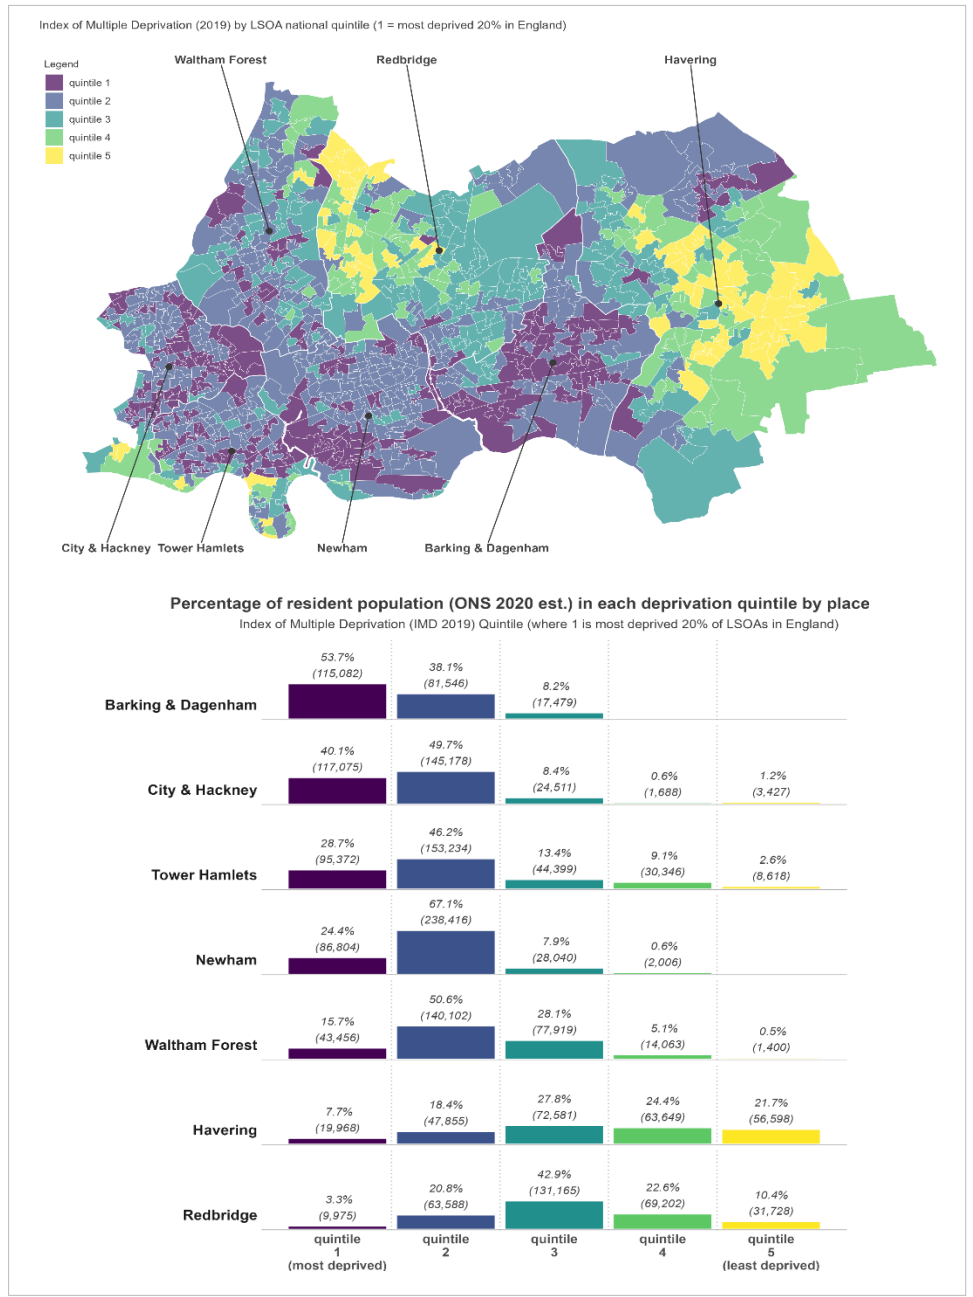 Index of Multiple Deprivation (2019) by LSOA national quintile (1 = most deprived 20% in England)
Legend
quintile 1
quintile 2
quintile 3
quintile 4
quintile 5
Waltham Forest
Redbridge
Havering
City & Hackney
Tower Hamlets
Newham
Barking & Dagenham
Percentage of resident population (ONS 2020 est.) in each deprivation quintile by place
Index of Multiple Deprivation (IMD 2019) Quintile (where 1 is most deprived 20% of LSOAs in England)
Barking & Dagenham
53.7%
(115,082)
38.1%
(81,546)
8.2%
(17,479)
City & Hackney
40.1%
(117,075)
49.7%
(145,178)
8.4%
(24,511)
0.6%
(1,688)
1.2%
(3,427)
Tower Hamlets
28.7%
(95,372)
46.2%
(153,234)
13.4%
(44,399)
9.1%
(30,346)
2.6%
(8,618)
Newham
24.4%
(86,804)
67.1%
(238,416)
7.9%
(28,040)
0.6%
(2,006)
Waltham Forest
15.7%
(43,456)
50.6%
(140,102)
28.1%
(77,919)
5.1%
(14,063)
0.5%
(1,400)
Havering
7.7%
(19,968)
18.4%
(47,855)
27.8%
(72,581)
24.4%
(63,649)
21.7%
(56,598)
Redbridge
3.3%
(9,975)
20.8%
(63,588)
42.9%
(131,165)
22.6%
(69,202)
10.4%
(31,728)
quintile
1
(most deprived)
quintile
2
quintile
3
quintile
4
quintile
5
(least deprived)